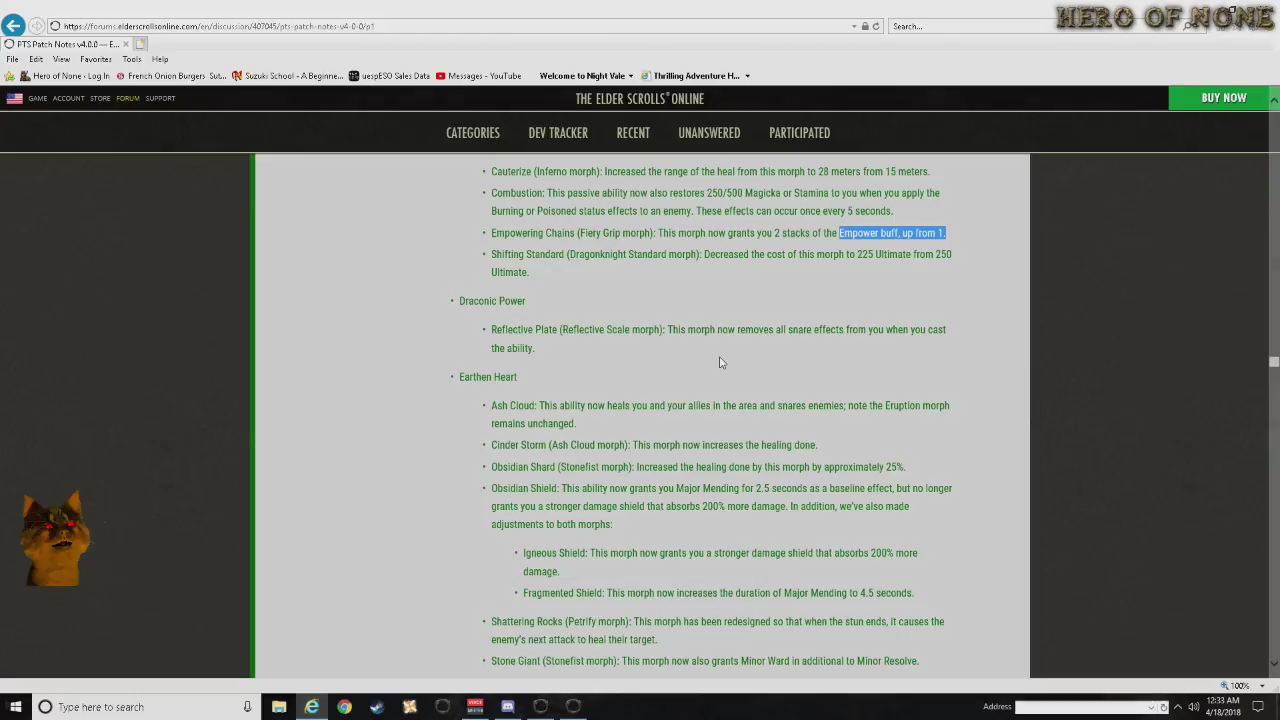 HERO OF NONE
https://forums.elderscrollsonline.com/en/discussion/407045/pts-patch-notes-v4-0-0/p1
Search...
PTS Patch Notes v4.0.0 — E...
File Edit View Favorites Tools Help
Hero of None ‹ Log In French Onion Burgers Sut... Suzuki School - A Beginne... uespESO Sales Data Messages - YouTube Welcome to Night Vale Thrilling Adventure H...
GAME ACCOUNT STORE FORUM SUPPORT THE ELDER SCROLLS ONLINE BUY NOW
CATEGORIES DEV TRACKER RECENT UNANSWERED PARTICIPATED
• Cauterize (Inferno morph): Increased the range of the heal from this morph to 28 meters from 15 meters.
• Combustion: This passive ability now also restores 250/500 Magicka or Stamina to you when you apply the
Burning or Poisoned status effects to an enemy. These effects can occur once every 5 seconds.
• Empowering Chains (Fiery Grip morph): This morph now grants you 2 stacks of the Empower buff, up from 1.
• Shifting Standard (Dragonknight Standard morph): Decreased the cost of this morph to 225 Ultimate from 250
Ultimate.
• Draconic Power
• Reflective Plate (Reflective Scale morph): This morph now removes all snare effects from you when you cast
the ability.
• Earthen Heart
• Ash Cloud: This ability now heals you and your allies in the area and snares enemies; note the Eruption morph
remains unchanged.
• Cinder Storm (Ash Cloud morph): This morph now increases the healing done.
• Obsidian Shard (Stonefist morph): Increased the healing done by this morph by approximately 25%.
• Obsidian Shield: This ability now grants you Major Mending for 2.5 seconds as a baseline effect, but no longer
grants you a stronger damage shield that absorbs 200% more damage. In addition, we've also made
adjustments to both morphs:
• Igneous Shield: This morph now grants you a stronger damage shield that absorbs 200% more
damage.
• Fragmented Shield: This morph now increases the duration of Major Mending to 4.5 seconds.
• Shattering Rocks (Petrify morph): This morph has been redesigned so that when the stun ends, it causes the
enemy's next attack to heal their target.
• Stone Giant (Stonefist morph): This morph now also grants Minor Ward in additional to Minor Resolve.
100%
Type here to search
Address
12:33 AM
4/18/2018